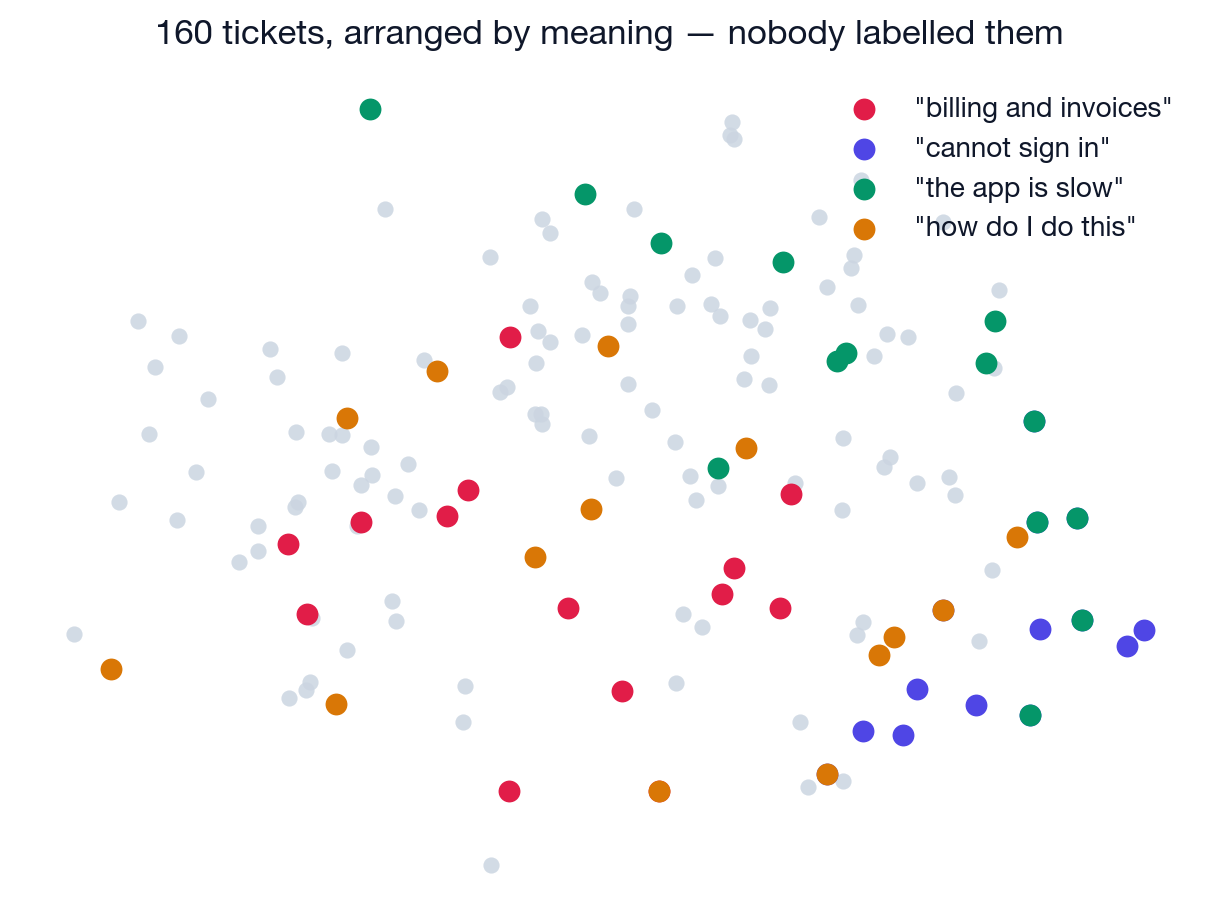 160 tickets, arranged by meaning — nobody labelled them
"billing and invoices"
"cannot sign in"
"the app is slow"
"how do I do this"